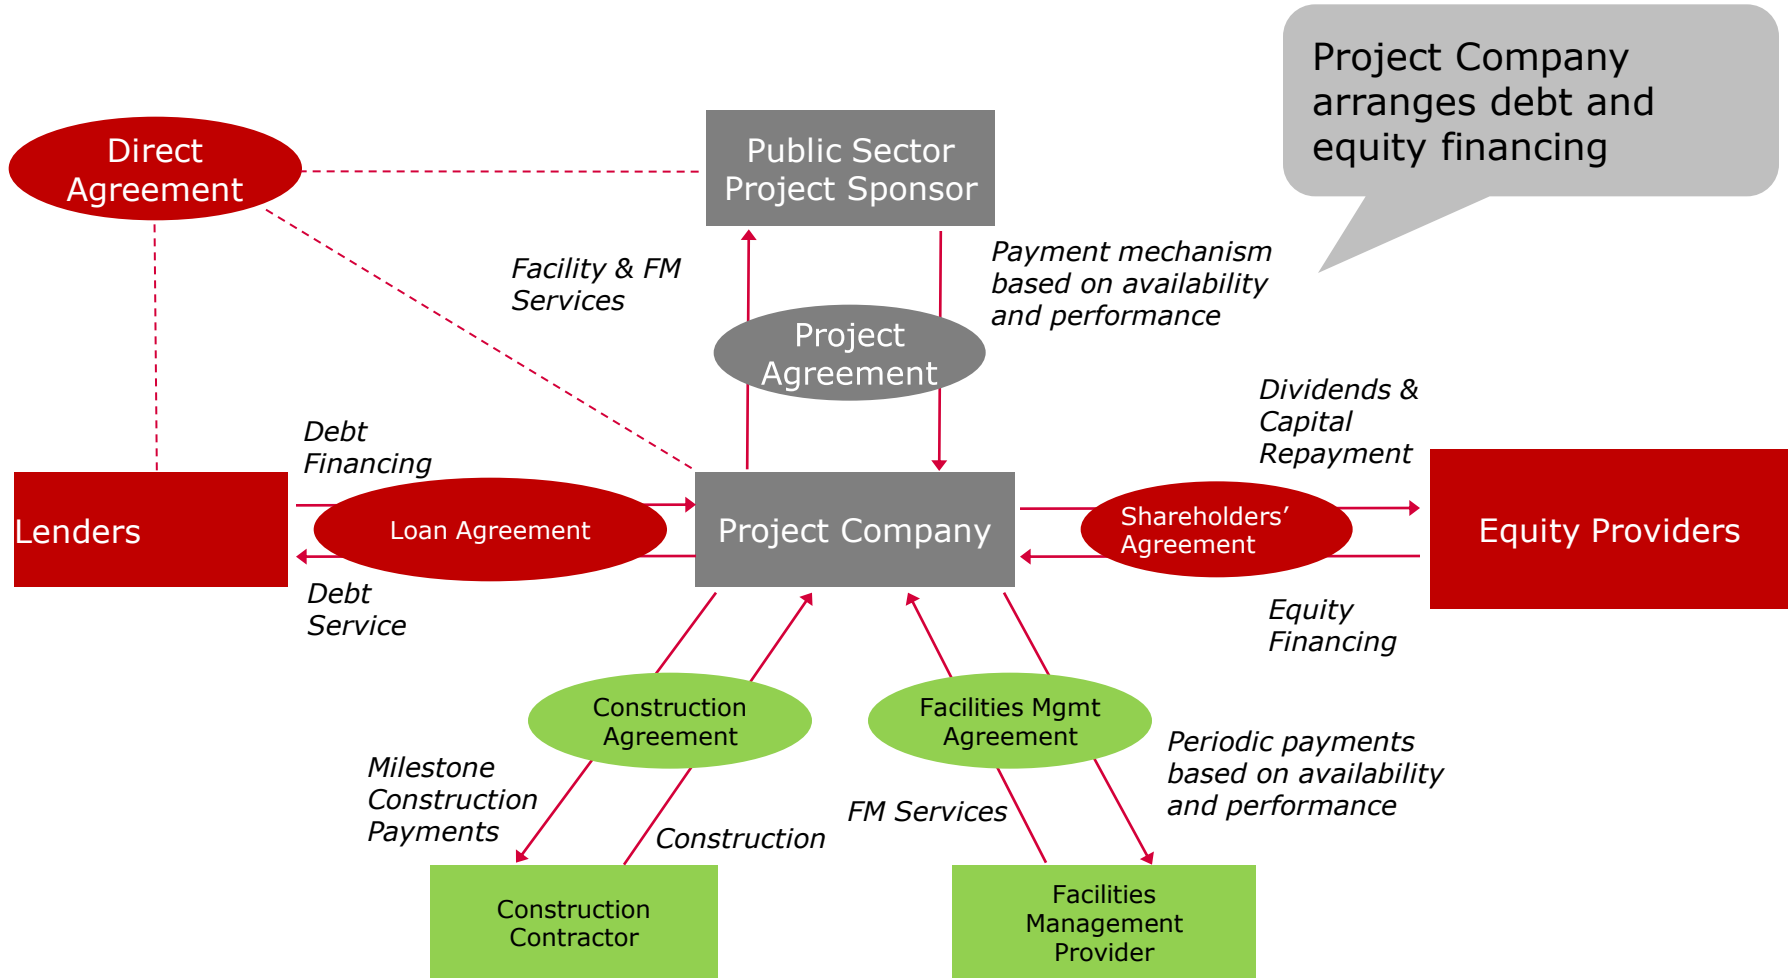 Project Company
arranges debt and
equity financing
Direct
Agreement
Public Sector
Project Sponsor
Facility & FM
Services
Payment mechanism
based on availability
and performance
Project
Agreement
Dividends &
Capital
Repayment
Debt
Financing
Lenders
Loan Agreement
Project Company
Shareholders’
Agreement
Equity Providers
Debt
Service
Equity
Financing
Construction
Agreement
Facilities Mgmt
Agreement
Milestone
Construction
Payments
Construction
FM Services
Periodic payments
based on availability
and performance
Construction
Contractor
Facilities
Management
Provider